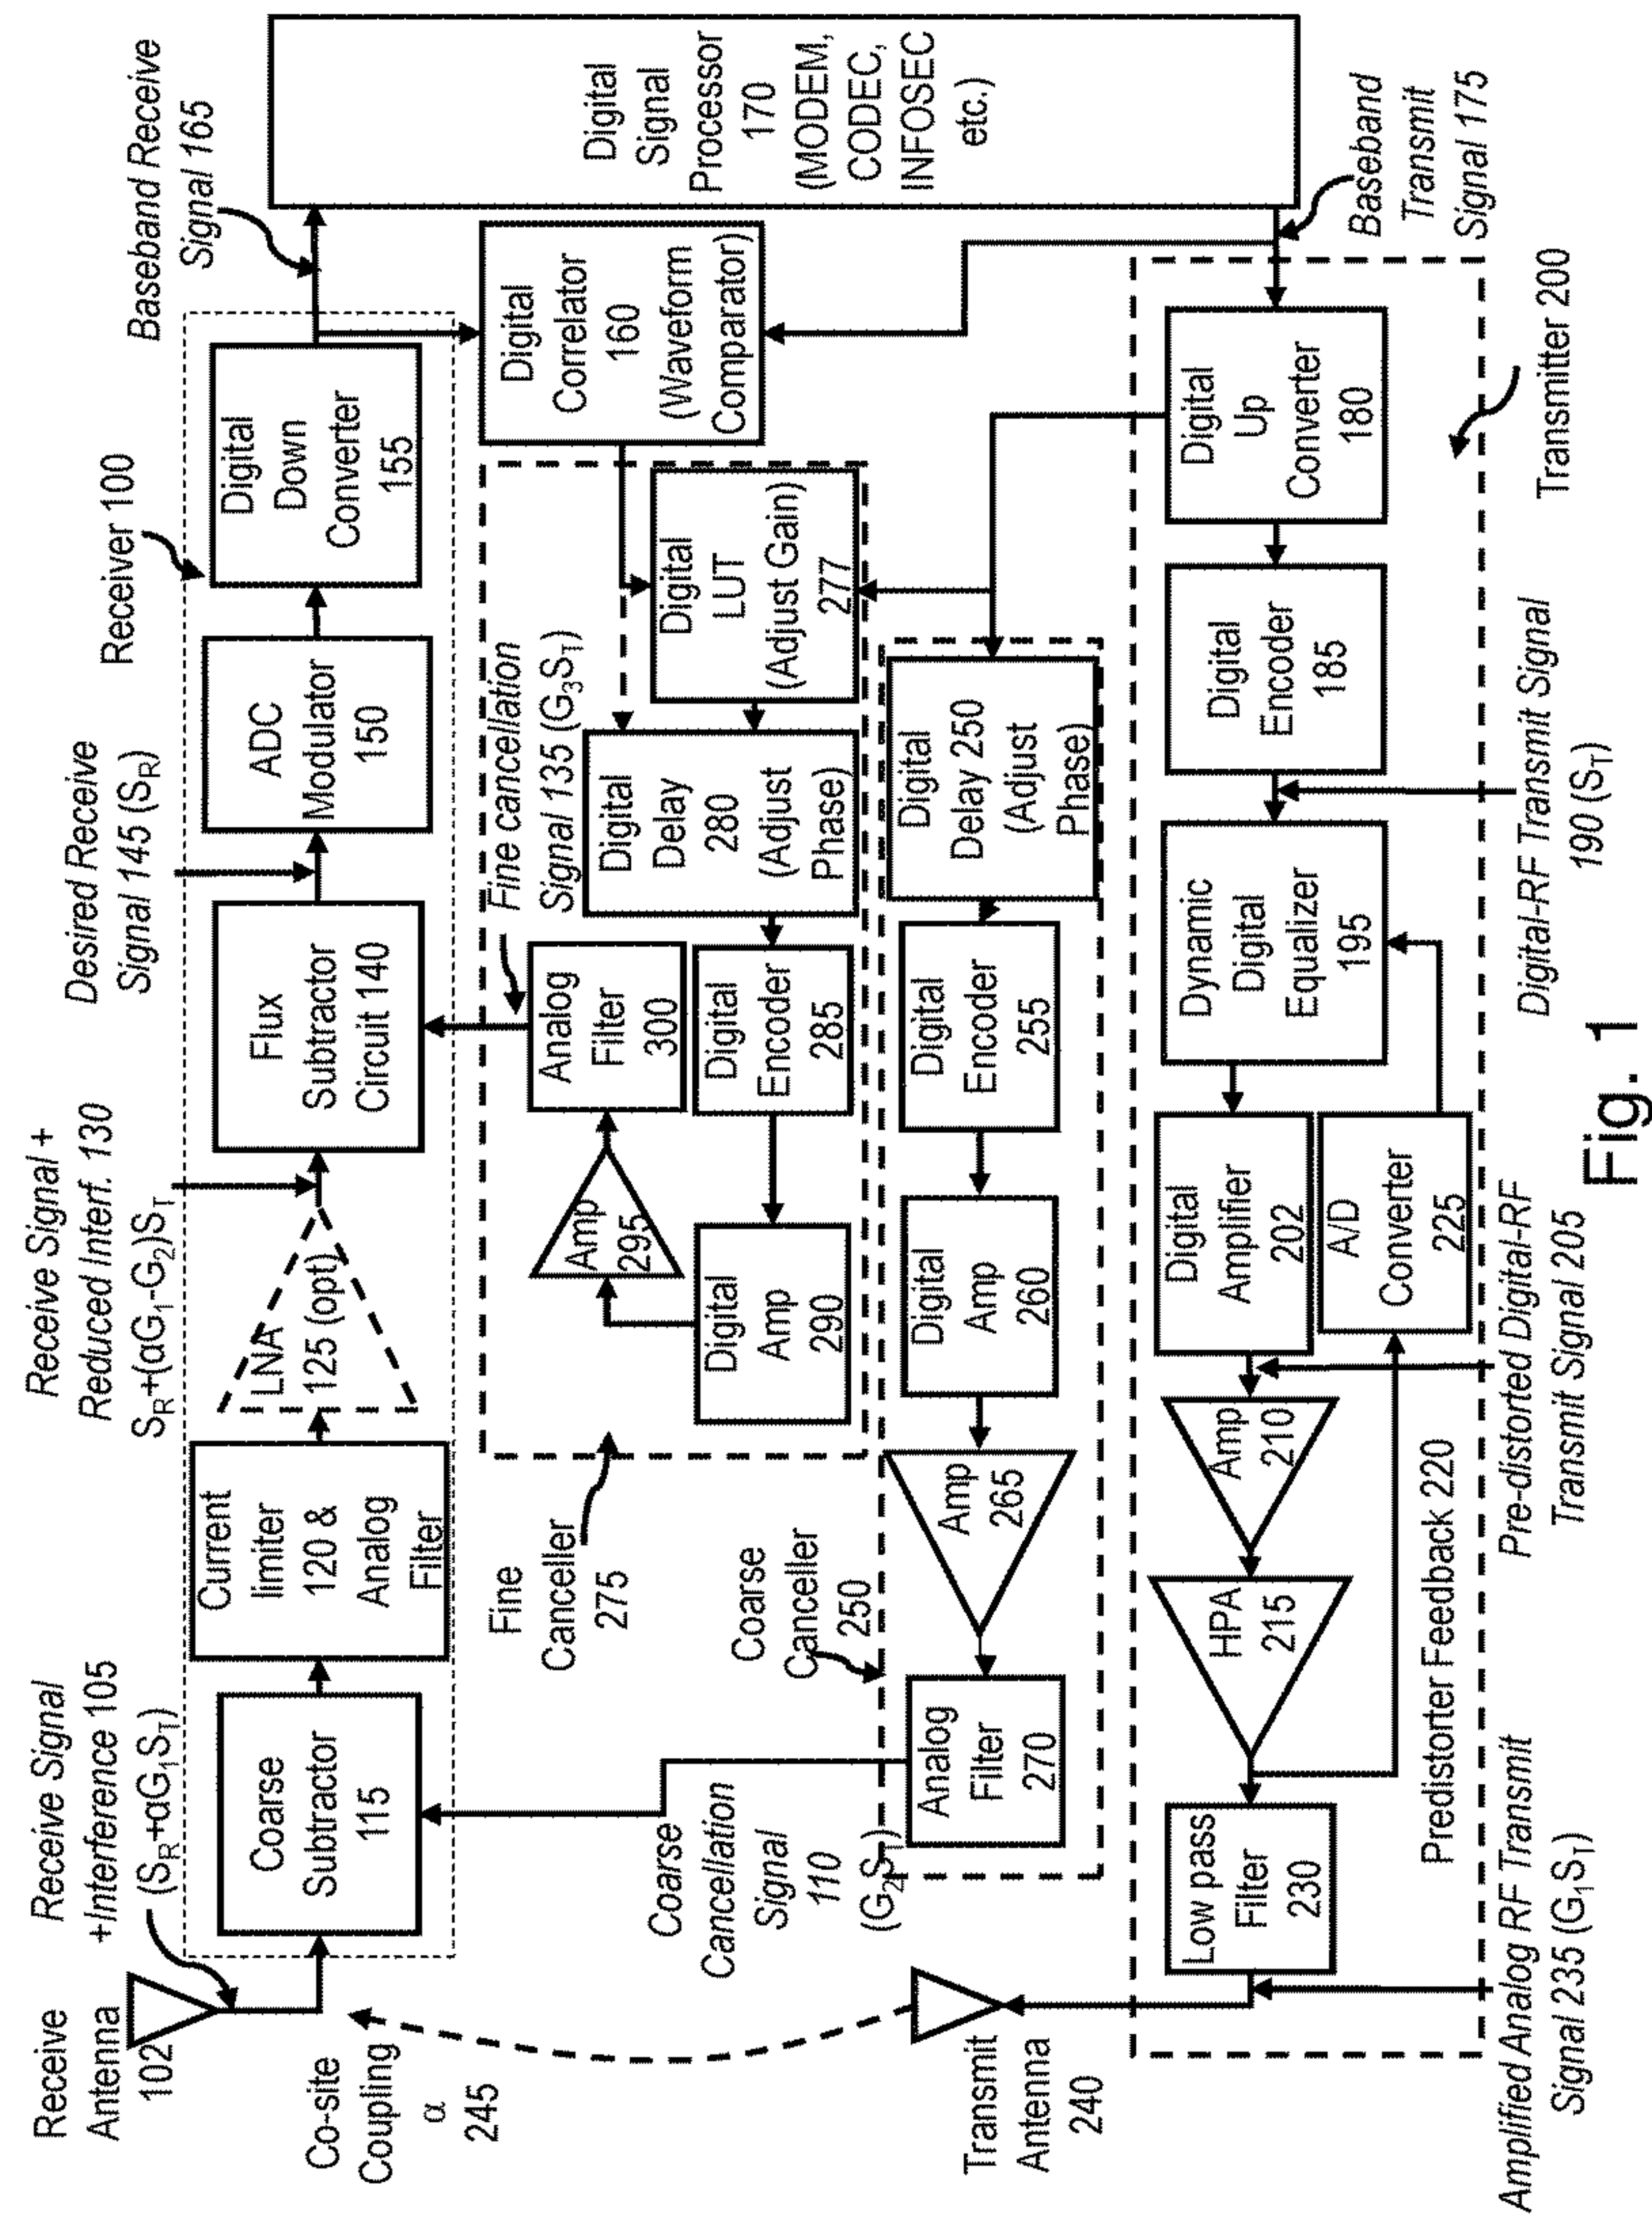 Receive
Antenna
102
Receive Signal
+Interference 105
(S_R+αG_1S_T)
Co-site
Coupling
α
245
Coarse
Subtractor
115
Current
limiter
120 &
Analog
Filter
LNA
125 (opt)
Receive Signal +
Reduced Interf. 130
S_R+(αG_1-G_2)S_T
Flux
Subtractor
Circuit 140
Desired Receive
Signal 145 (S_R)
ADC
Modulator
150
Receiver 100
Digital
Down
Converter
155
Baseband Receive
Signal 165
Digital
Signal
Processor
170
(MODEM,
CODEC,
INFOSEC
etc.)
Digital
Correlator
160
(Waveform
Comparator)
Fine
Canceller
275
Digital
LUT
(Adjust Gain)
277
Digital
Delay
280
(Adjust
Phase)
Fine cancellation
Signal 135 (G_3S_T)
Analog
Filter
300
Digital
Encoder
285
Amp
295
Digital
Amp
290
Coarse
Canceller
250
Digital
Delay 250
(Adjust
Phase)
Digital
Encoder
255
Digital
Amp
260
Amp
265
Analog
Filter
270
Coarse
Cancellation
Signal
110
(G_2S_T)
Transmit
Antenna
240
Baseband
Transmit
Signal 175
Digital
Up
Converter
180
Transmitter 200
Digital
Encoder
185
Digital-RF Transmit Signal
190 (S_T)
Dynamic
Digital
Equalizer
195
Digital
Amplifier
202
A/D
Converter
225
Pre-distorted Digital-RF
Transmit Signal 205
Amp
210
HPA
215
Predistorter Feedback 220
Low pass
Filter
230
Amplified Analog RF Transmit
Signal 235 (G_1S_T)
Fig. 1